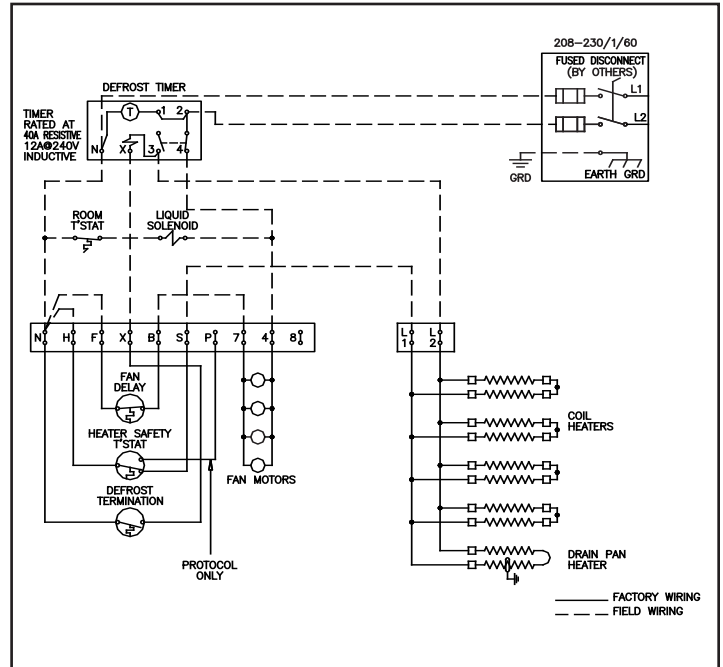 208-230/1/60
FUSED DISCONNECT
(BY OTHERS)
L1
L2
GRD
EARTH GRD
DEFROST TIMER
TIMER
RATED AT
40A RESISTIVE
12A@240V
INDUCTIVE
T
1
2
N
X
3
4
ROOM
T'STAT
LIQUID
SOLENOID
N
H
F
X
B
S
P
7
4
8
L
1
L
2
FAN
DELAY
HEATER SAFETY
T'STAT
DEFROST
TERMINATION
FAN MOTORS
PROTOCOL
ONLY
COIL
HEATERS
DRAIN PAN
HEATER
FACTORY WIRING
FIELD WIRING